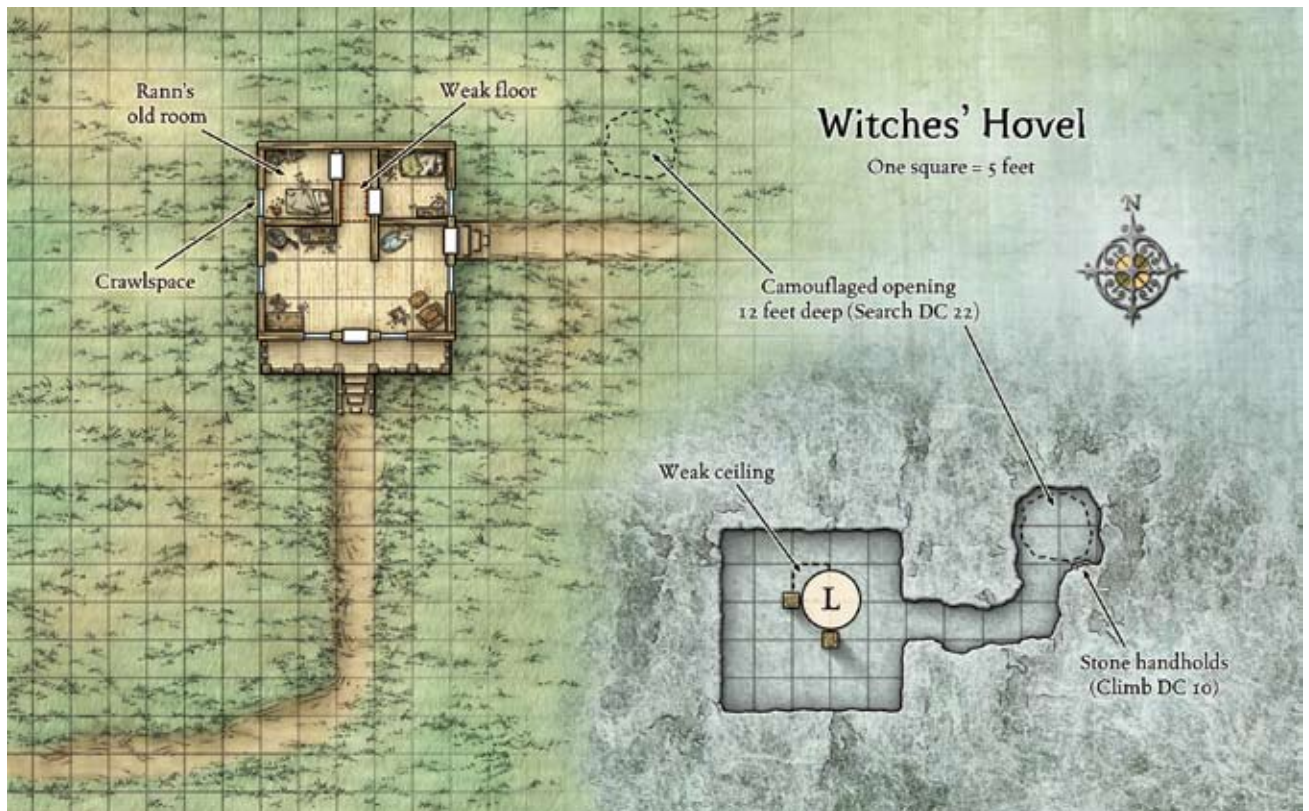 Rann's
old room
Weak floor
Witches' Hovel
One square = 5 feet
N
Crawlspace
Camouflaged opening
12 feet deep (Search DC 22)
Weak ceiling
L
Stone handholds
(Climb DC 10)